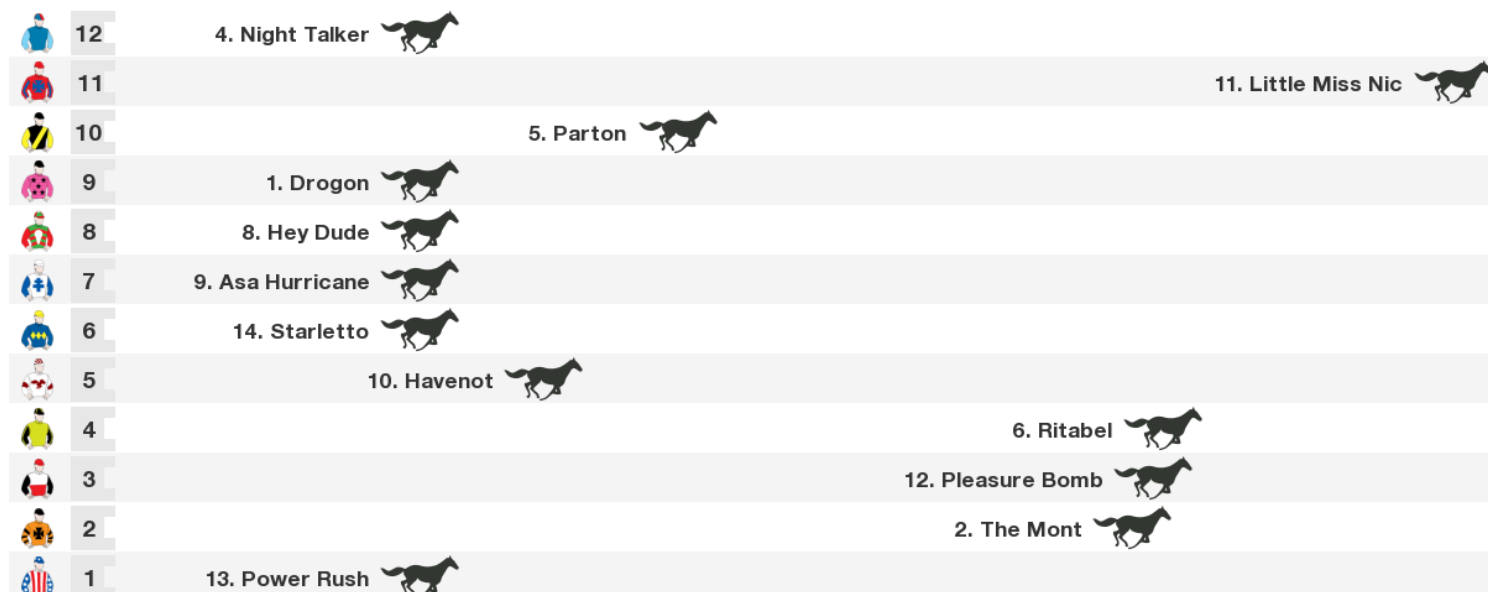 12 4. Night Talker
11 11. Little Miss Nic
10 5. Parton
9 1. Drogon
8 8. Hey Dude
7 9. Asa Hurricane
6 14. Starletto
5 10. Havenot
4 6. Ritabel
3 12. Pleasure Bomb
2 2. The Mont
1 13. Power Rush